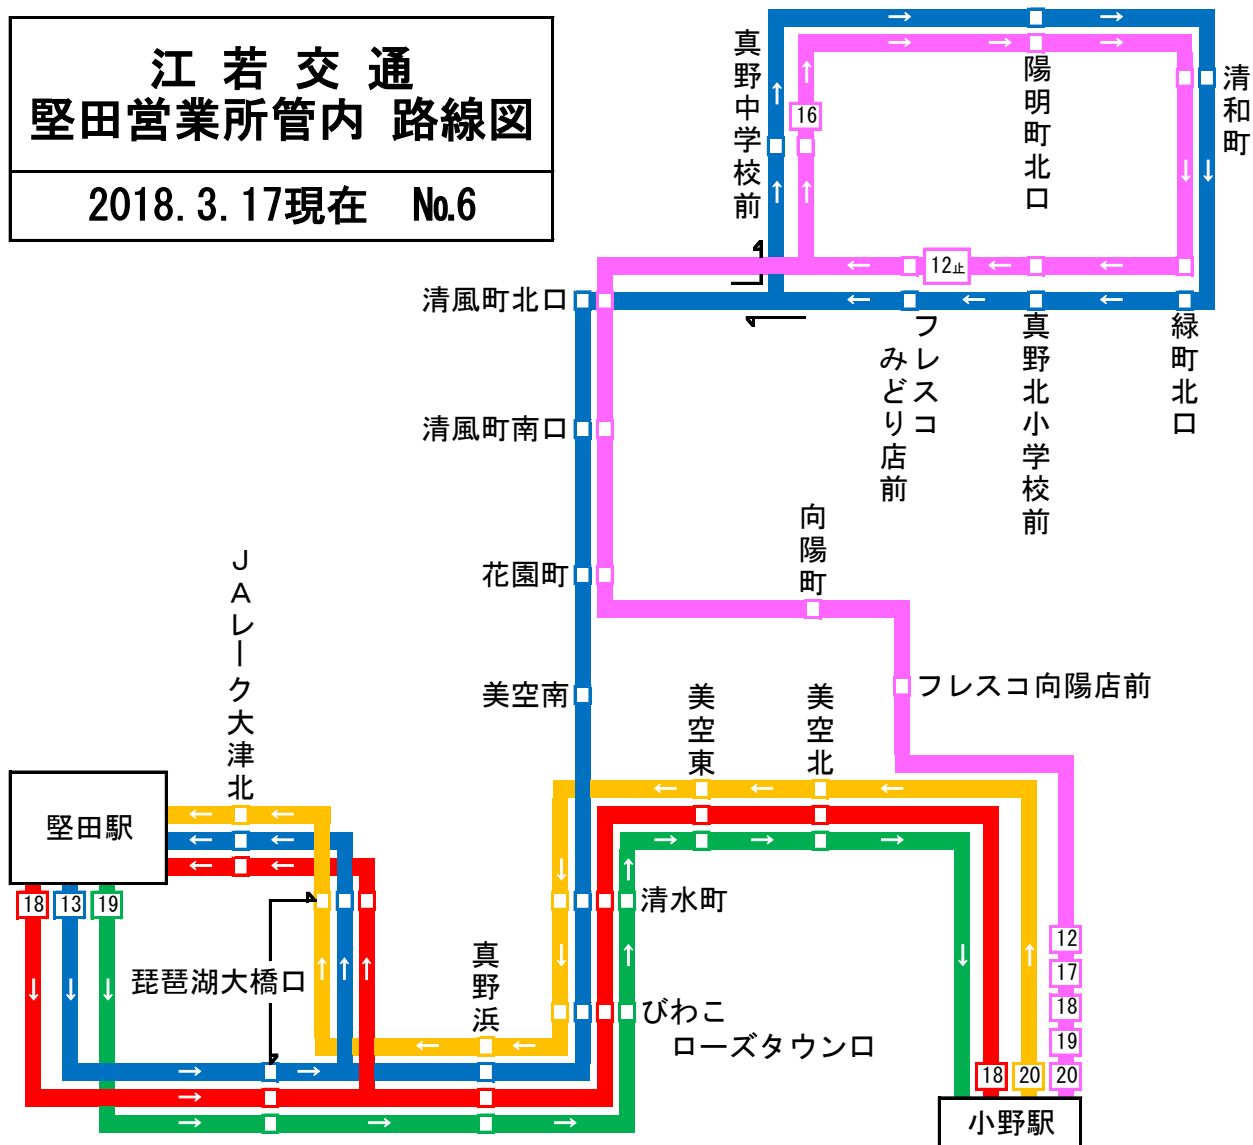 江若交通
堅田営業所管内 路線図
2018.3.17現在 No.6
真野中学校前
16
陽明町北口
清和町
12止
清風町北口
フレスコ
みどり店前
真野北小学校前
緑町北口
清風町南口
向陽町
花園町
JAレーク大津北
美空南
美空東
美空北
フレスコ向陽店前
堅田駅
18
13
19
清水町
琵琶湖大橋口
真野浜
びわこ
ローズタウン口
12
17
18
19
20
18
20
小野駅